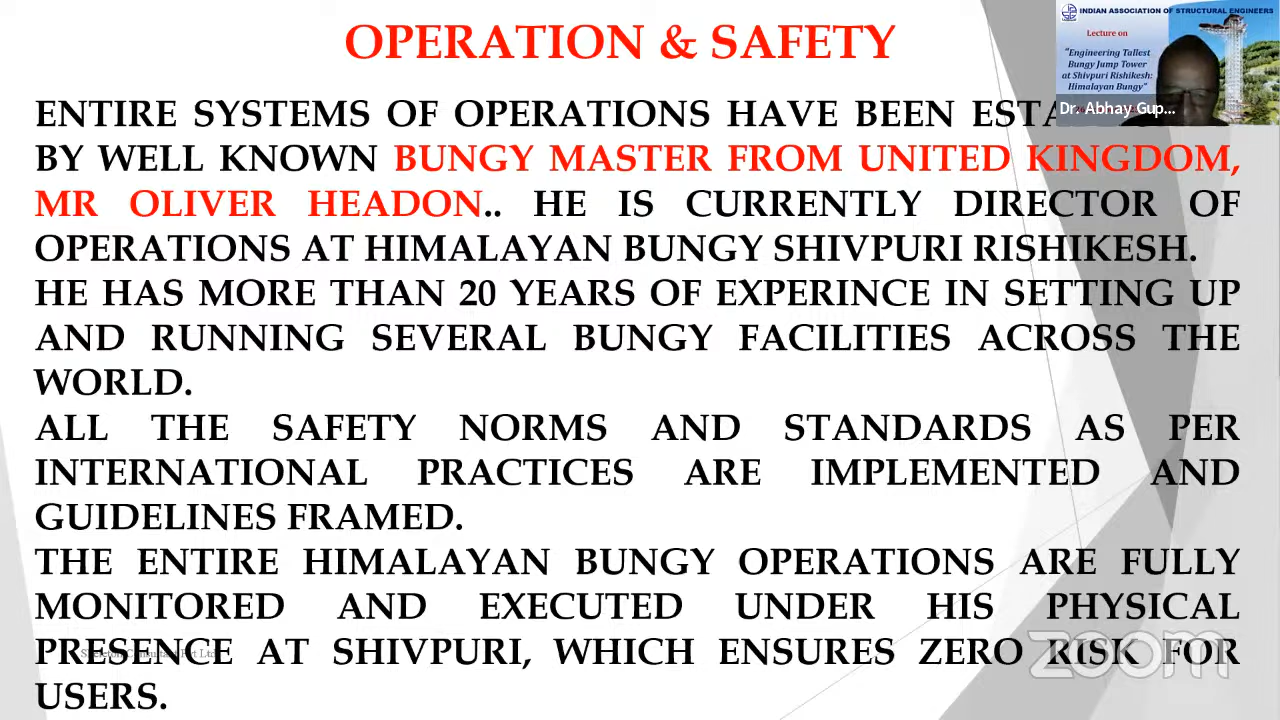 OPERATION & SAFETY
INDIAN ASSOCIATION OF STRUCTURAL ENGINEERS
Lecture on
"Engineering Tallest
Bungy Jump Tower
at Shivpuri Rishikesh:
Himalayan Bungy"
Dr. Abhay Gup...
ENTIRE SYSTEMS OF OPERATIONS HAVE BEEN
BY WELL KNOWN BUNGY MASTER FROM UNITED KINGDOM,
MR OLIVER HEADON.. HE IS CURRENTLY DIRECTOR OF
OPERATIONS AT HIMALAYAN BUNGY SHIVPURI RISHIKESH.
HE HAS MORE THAN 20 YEARS OF EXPERINCE IN SETTING UP
AND RUNNING SEVERAL BUNGY FACILITIES ACROSS THE
WORLD.
ALL THE SAFETY NORMS AND STANDARDS AS PER
INTERNATIONAL PRACTICES ARE IMPLEMENTED AND
GUIDELINES FRAMED.
THE ENTIRE HIMALAYAN BUNGY OPERATIONS ARE FULLY
MONITORED AND EXECUTED UNDER HIS PHYSICAL
PRESENCE AT SHIVPURI, WHICH ENSURES ZERO RISK FOR
USERS.
zoom